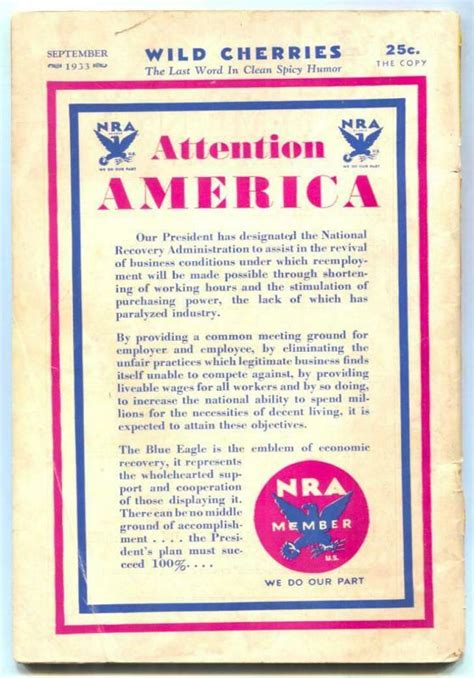 SEPTEMBER WILD CHERRIES 25c.
1933 The Last Word In Clean Spicy Humor THE COPY
NRA NRA
MEMBER MEMBER
U.S. U.S.
WE DO OUR PART WE DO OUR PART
Attention
AMERICA
Our President has designated the National
Recovery Administration to assist in the revival
of business conditions under which reemploy-
ment will be made possible through shorten-
ing of working hours and the stimulation of
purchasing power, the lack of which has
paralyzed industry.
By providing a common meeting ground for
employer and employee, by eliminating the
unfair practices which legitimate business finds
itself unable to compete against, by providing
liveable wages for all workers and by so doing,
to increase the national ability to spend mil-
lions for the necessities of decent living, it is
expected to attain these objectives.
The Blue Eagle is the emblem of economic
recovery, it represents
the wholehearted sup-
port and cooperation
of those displaying it.
There can be no middle
ground of accomplish-
ment .... the Presi-
dent's plan must suc-
ceed 100%....
NRA
MEMBER
U.S.
WE DO OUR PART